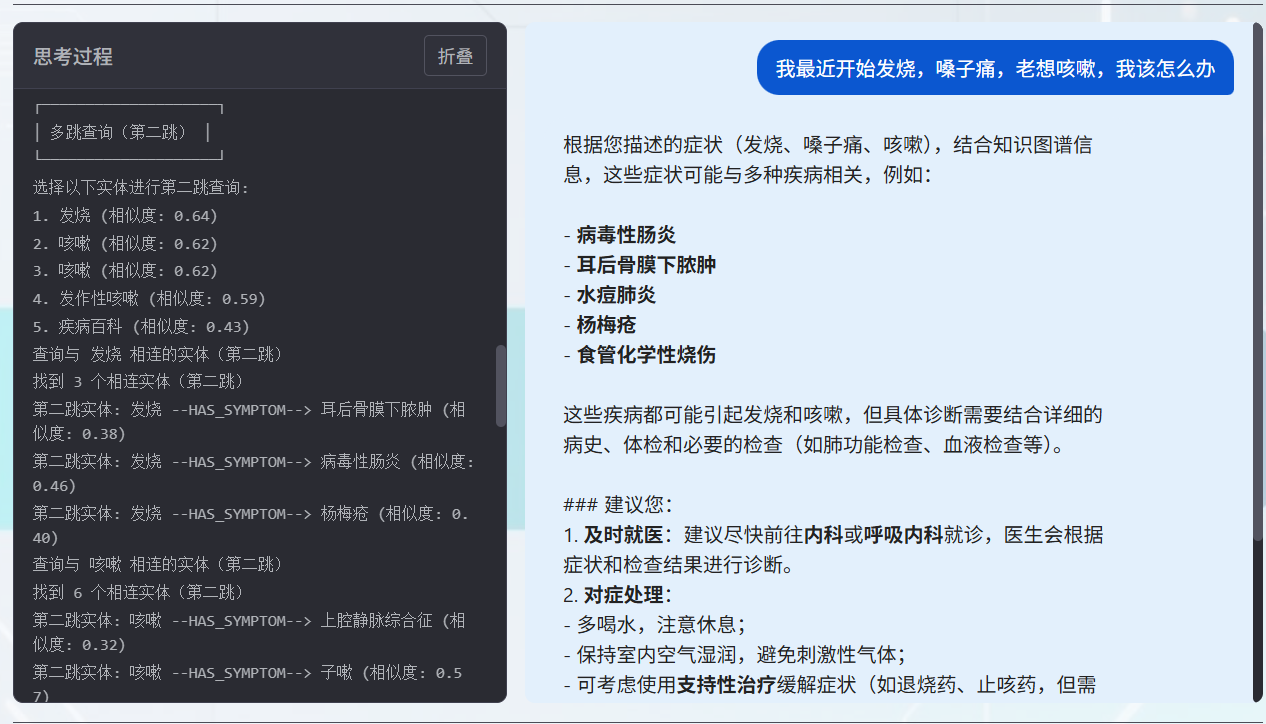 思考过程
折叠
多跳查询（第二跳）
选择以下实体进行第二跳查询:
1. 发烧 (相似度: 0.64)
2. 咳嗽 (相似度: 0.62)
3. 咳嗽 (相似度: 0.62)
4. 发作性咳嗽 (相似度: 0.59)
5. 疾病百科 (相似度: 0.43)
查询与 发烧 相连的实体（第二跳）
找到 3 个相连实体（第二跳）
第二跳实体: 发烧 --HAS_SYMPTOM--> 耳后骨膜下脓肿 (相
似度: 0.38)
第二跳实体: 发烧 --HAS_SYMPTOM--> 病毒性肠炎 (相似度:
0.46)
第二跳实体: 发烧 --HAS_SYMPTOM--> 杨梅疮 (相似度: 0.
40)
查询与 咳嗽 相连的实体（第二跳）
找到 6 个相连实体（第二跳）
第二跳实体: 咳嗽 --HAS_SYMPTOM--> 上腔静脉综合征 (相
似度: 0.32)
第二跳实体: 咳嗽 --HAS_SYMPTOM--> 子嗽 (相似度: 0.5
7)
我最近开始发烧，嗓子痛，老想咳嗽，我该怎么办
根据您描述的症状（发烧、嗓子痛、咳嗽），结合知识图谱信
息，这些症状可能与多种疾病相关，例如：
- 病毒性肠炎
- 耳后骨膜下脓肿
- 水痘肺炎
- 杨梅疮
- 食管化学性烧伤
这些疾病都可能引起发烧和咳嗽，但具体诊断需要结合详细的
病史、体检和必要的检查（如肺功能检查、血液检查等）。
### 建议您：
1. 及时就医：建议尽快前往内科或呼吸内科就诊，医生会根据
症状和检查结果进行诊断。
2. 对症处理：
- 多喝水，注意休息；
- 保持室内空气湿润，避免刺激性气体；
- 可考虑使用支持性治疗缓解症状（如退烧药、止咳药，但需